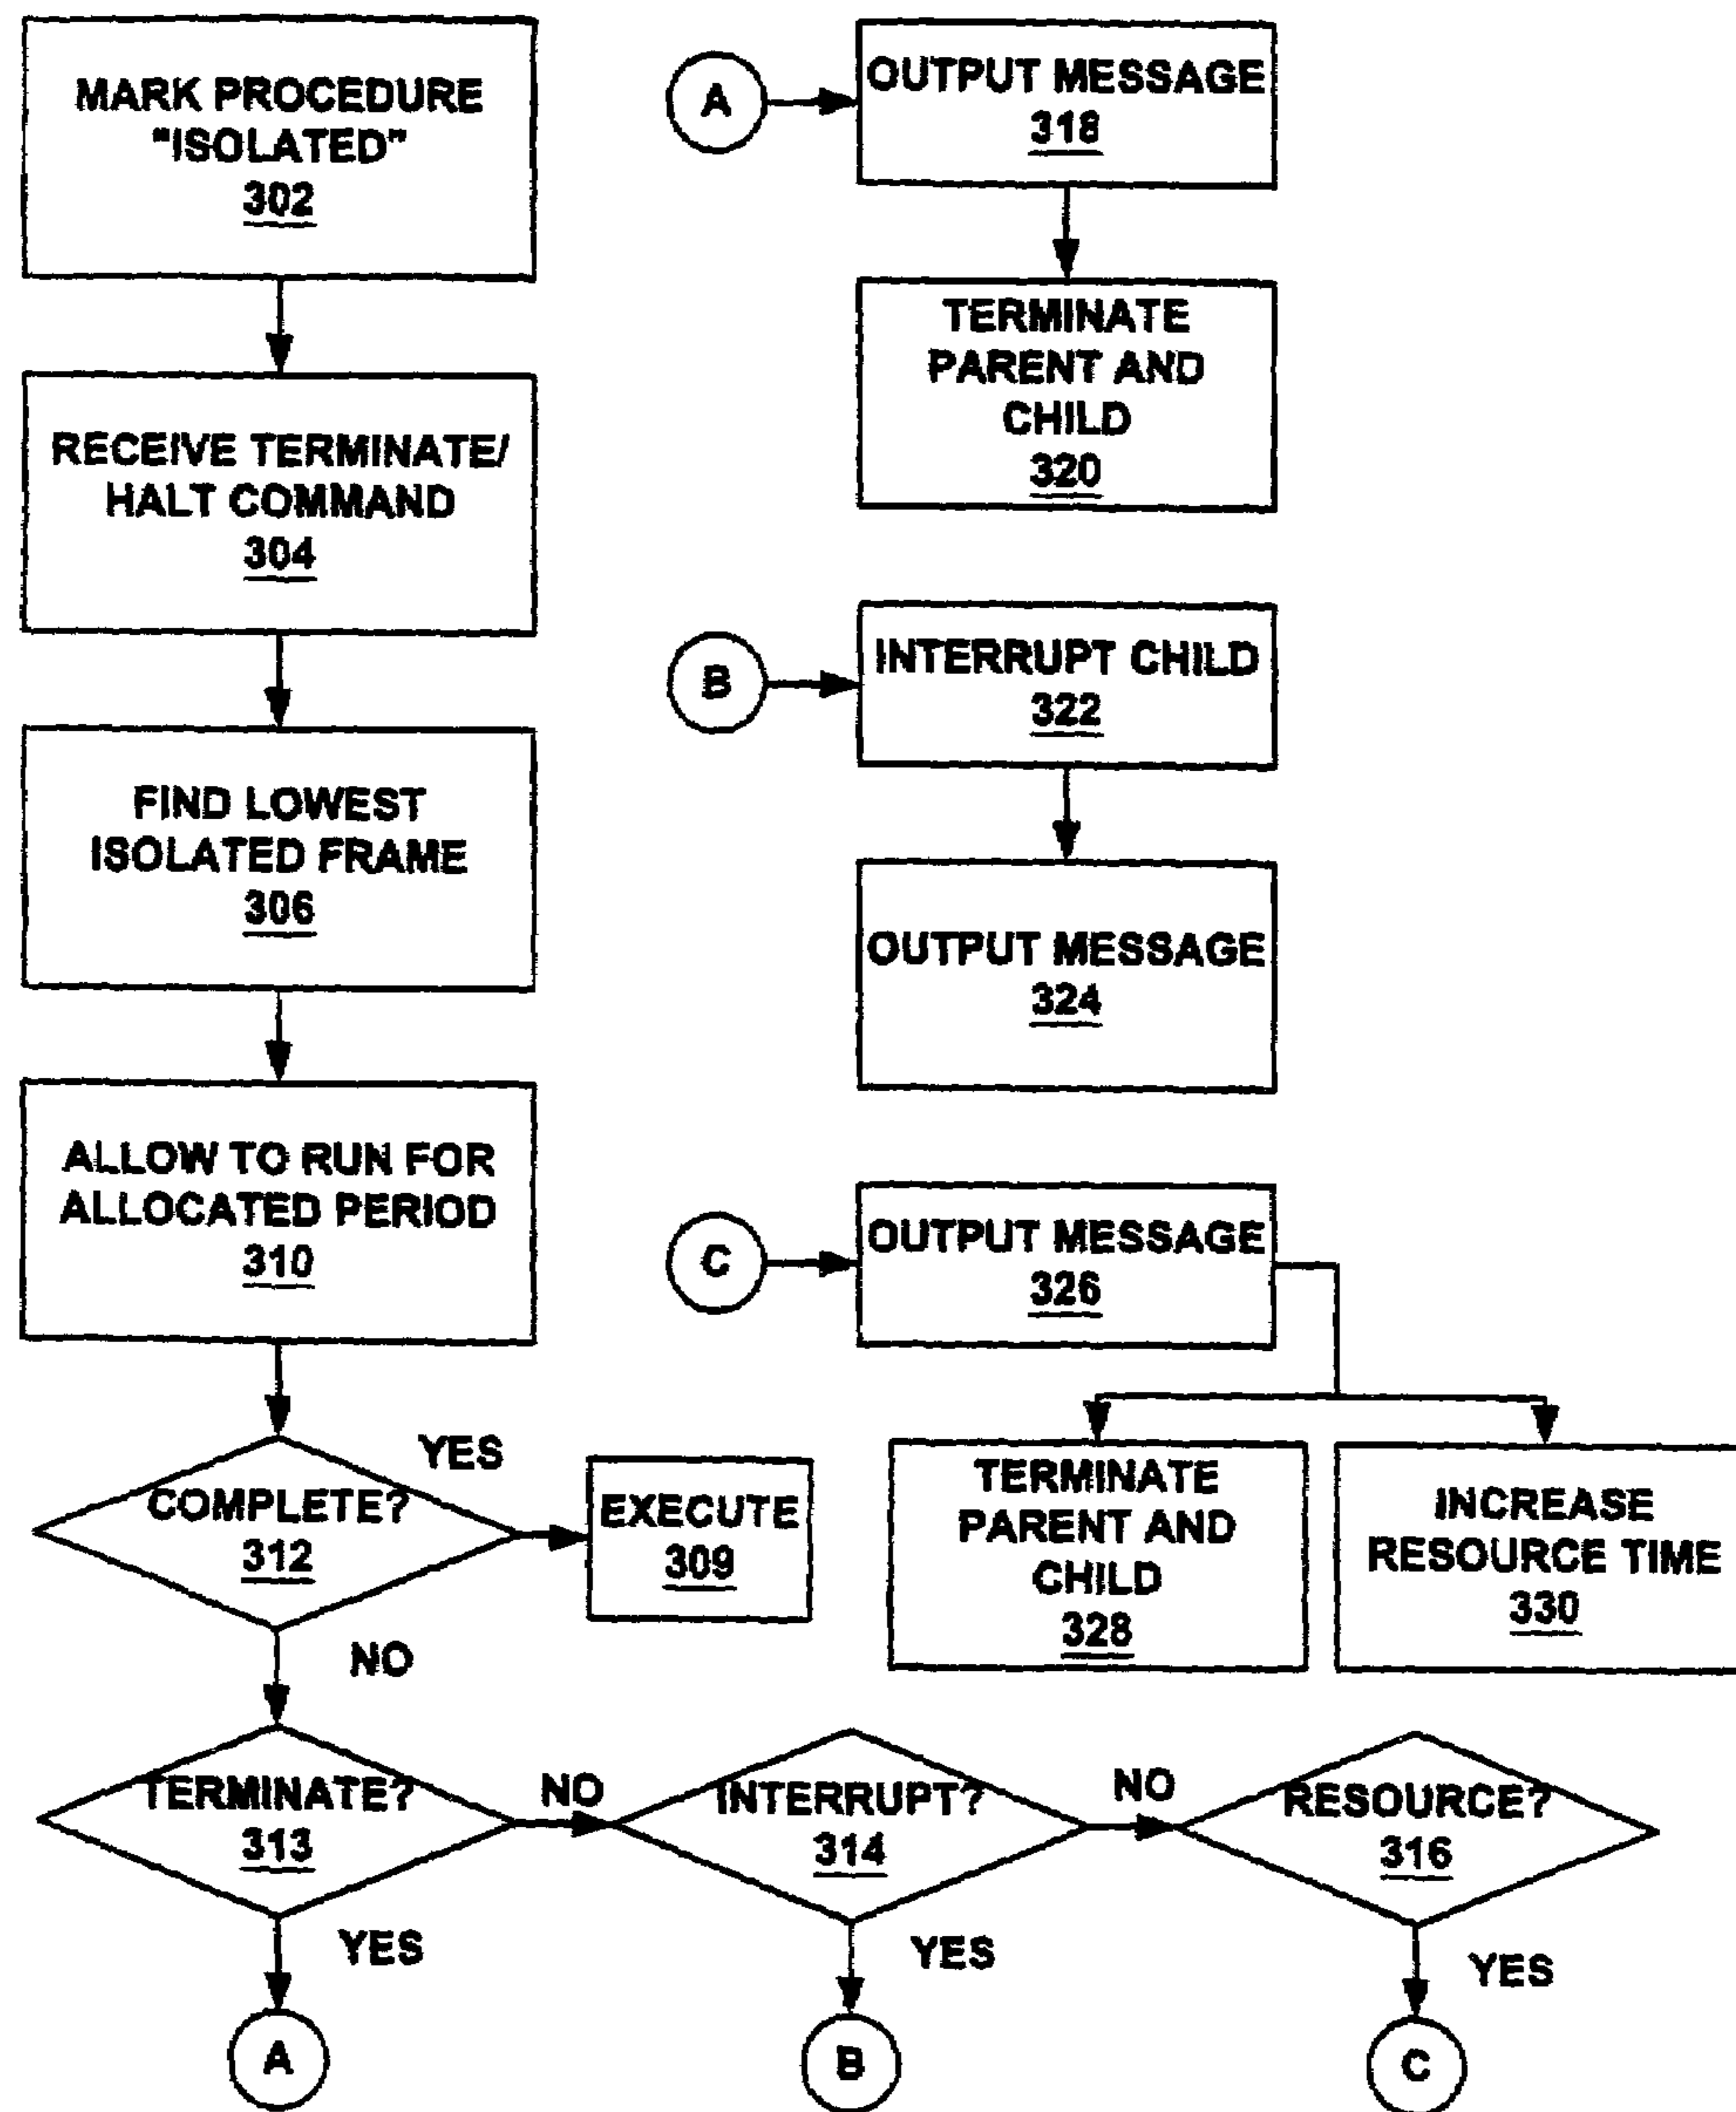 MARK PROCEDURE
"ISOLATED"
302
RECEIVE TERMINATE/
HALT COMMAND
304
FIND LOWEST
ISOLATED FRAME
306
ALLOW TO RUN FOR
ALLOCATED PERIOD
310
COMPLETE?
312
YES
EXECUTE
309
NO
TERMINATE?
313
NO
INTERRUPT?
314
NO
RESOURCE?
316
YES
YES
YES
A
B
C
A
OUTPUT MESSAGE
318
TERMINATE
PARENT AND
CHILD
320
B
INTERRUPT CHILD
322
OUTPUT MESSAGE
324
C
OUTPUT MESSAGE
326
TERMINATE
PARENT AND
CHILD
328
INCREASE
RESOURCE TIME
330